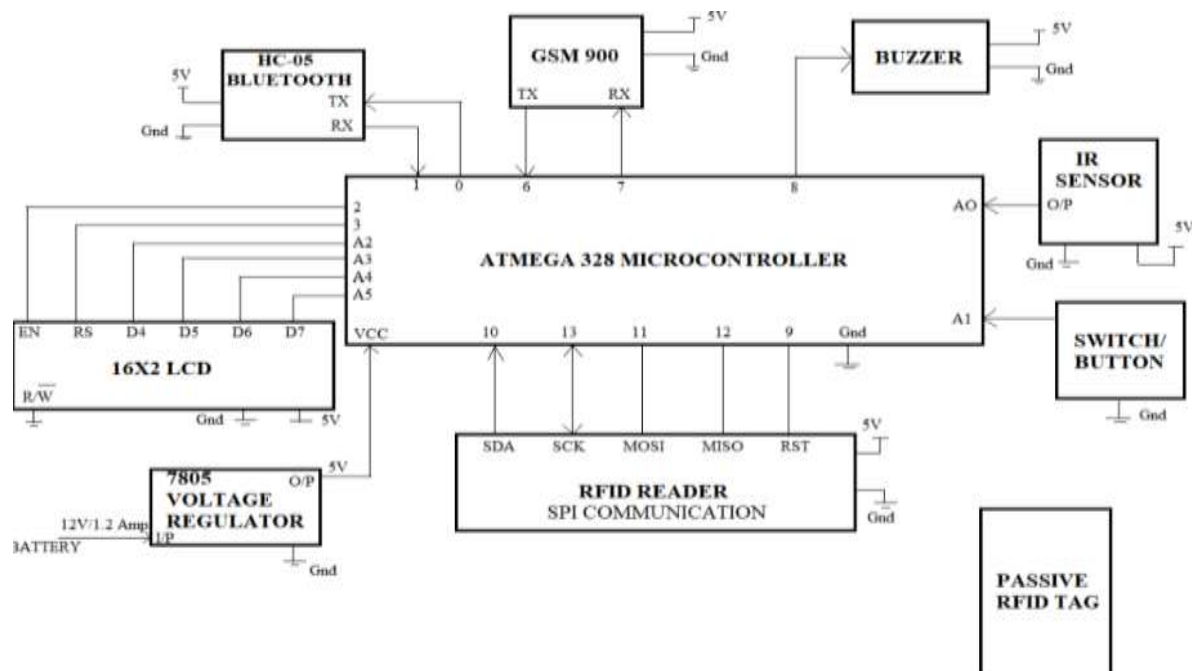 HC-05
BLUETOOTH
5V
TX
RX
Gnd
GSM 900
TX
RX
5V
Gnd
BUZZER
5V
Gnd
IR
SENSOR
O/P
5V
Gnd
1
0
6
7
8
2
3
A2
A3
A4
A5
AO
A1
ATMEGA 328 MICROCONTROLLER
VCC
10
13
11
12
9
Gnd
SWITCH/
BUTTON
Gnd
EN
RS
D4
D5
D6
D7
16X2 LCD
R/W̅
Gnd
5V
7805
VOLTAGE
REGULATOR
O/P
5V
12V/1.2 Amp
I/P
BATTERY
Gnd
SDA
SCK
MOSI
MISO
RST
RFID READER
SPI COMMUNICATION
5V
Gnd
PASSIVE
RFID TAG